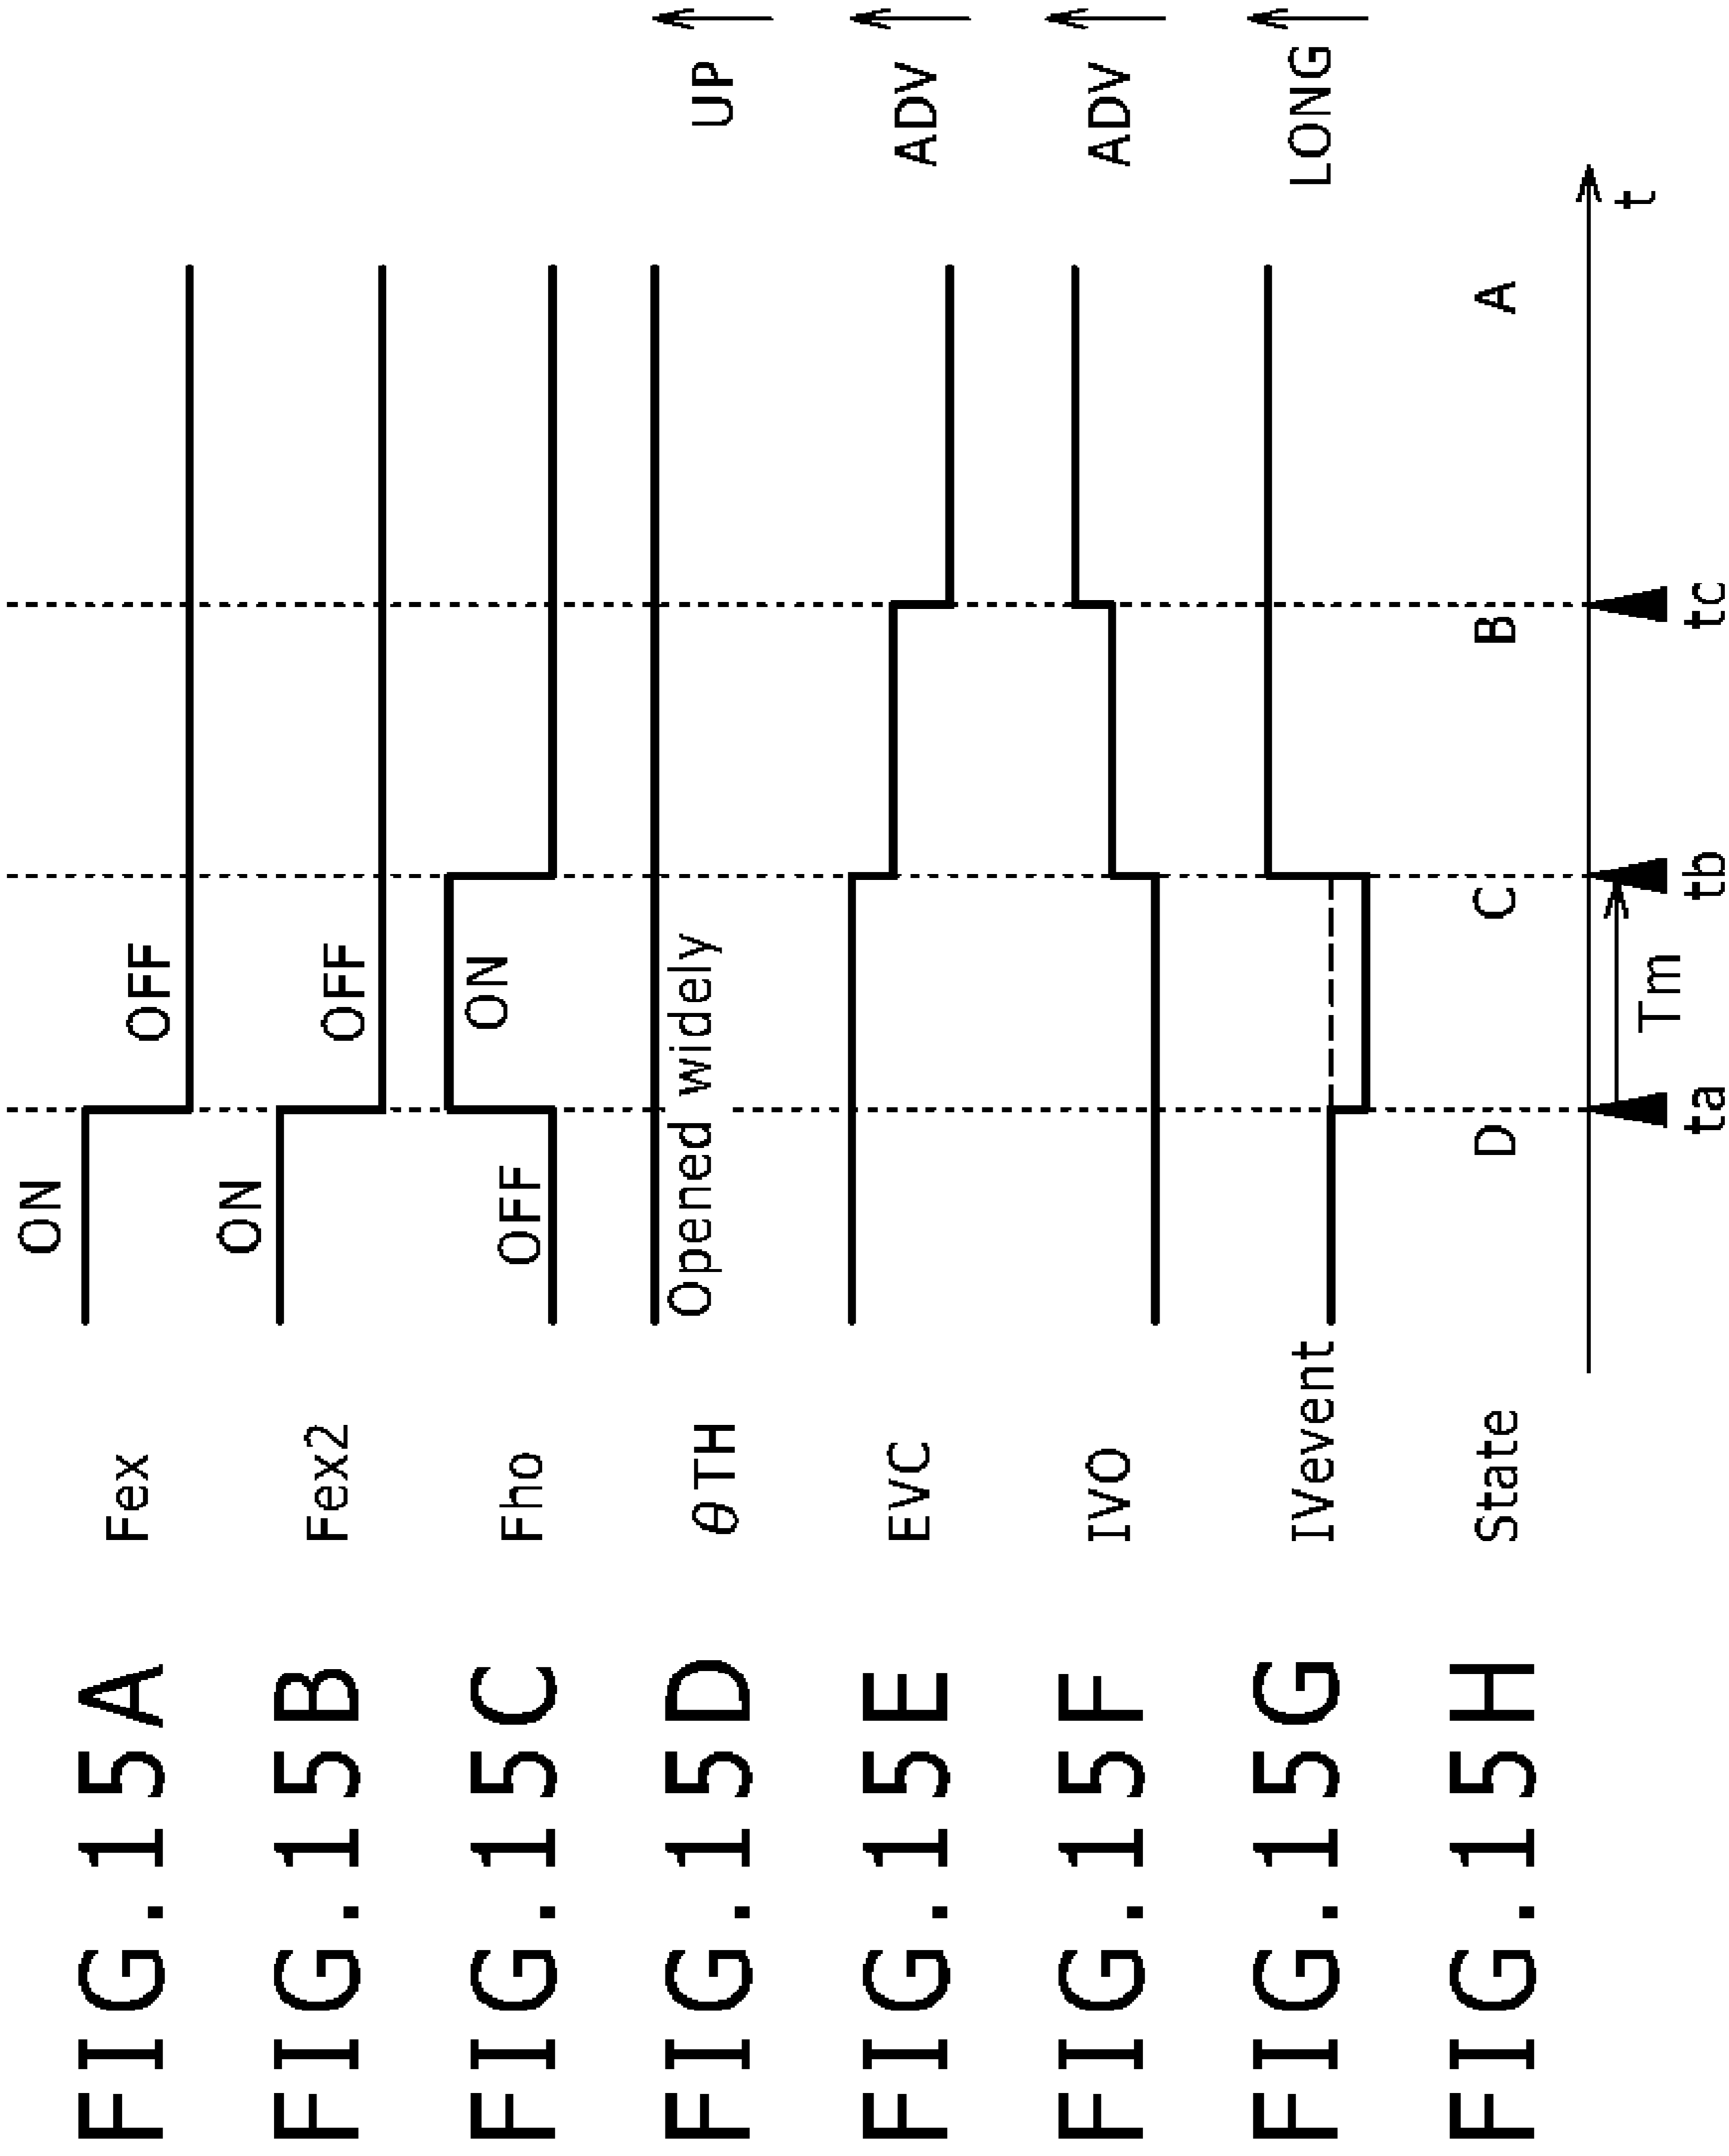 FIG.15A Fex ON OFF
FIG.15B Fex2 ON OFF
FIG.15C Fho OFF ON
FIG.15D θTH Opened widely UP
FIG.15E EVC ADV
FIG.15F IVO ADV
FIG.15G IVevent LONG
FIG.15H State D C B A
t
Tm
ta tb tc